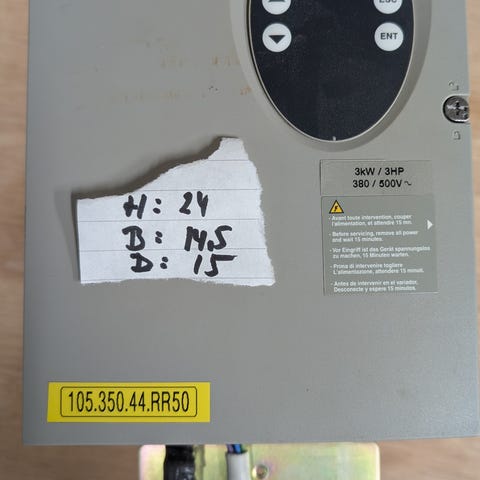 ESC
ENT
3kW / 3HP
380 / 500V ~
H: 24
B: 14,5
D: 15
- Avant toute intervention, couper
l'alimentation, et attendre 15 mn.
- Before servicing, remove all power
and wait 15 minutes.
- Vor Eingriff ist das Gerät spannungslos
zu machen, 15 Minuten warten.
- Prima di intervenire togliere
L'alimentazione, attendere 15 minuti.
- Antes de intervenir en el variador,
Desconecte y espere 15 minutos.
105.350.44.RR50